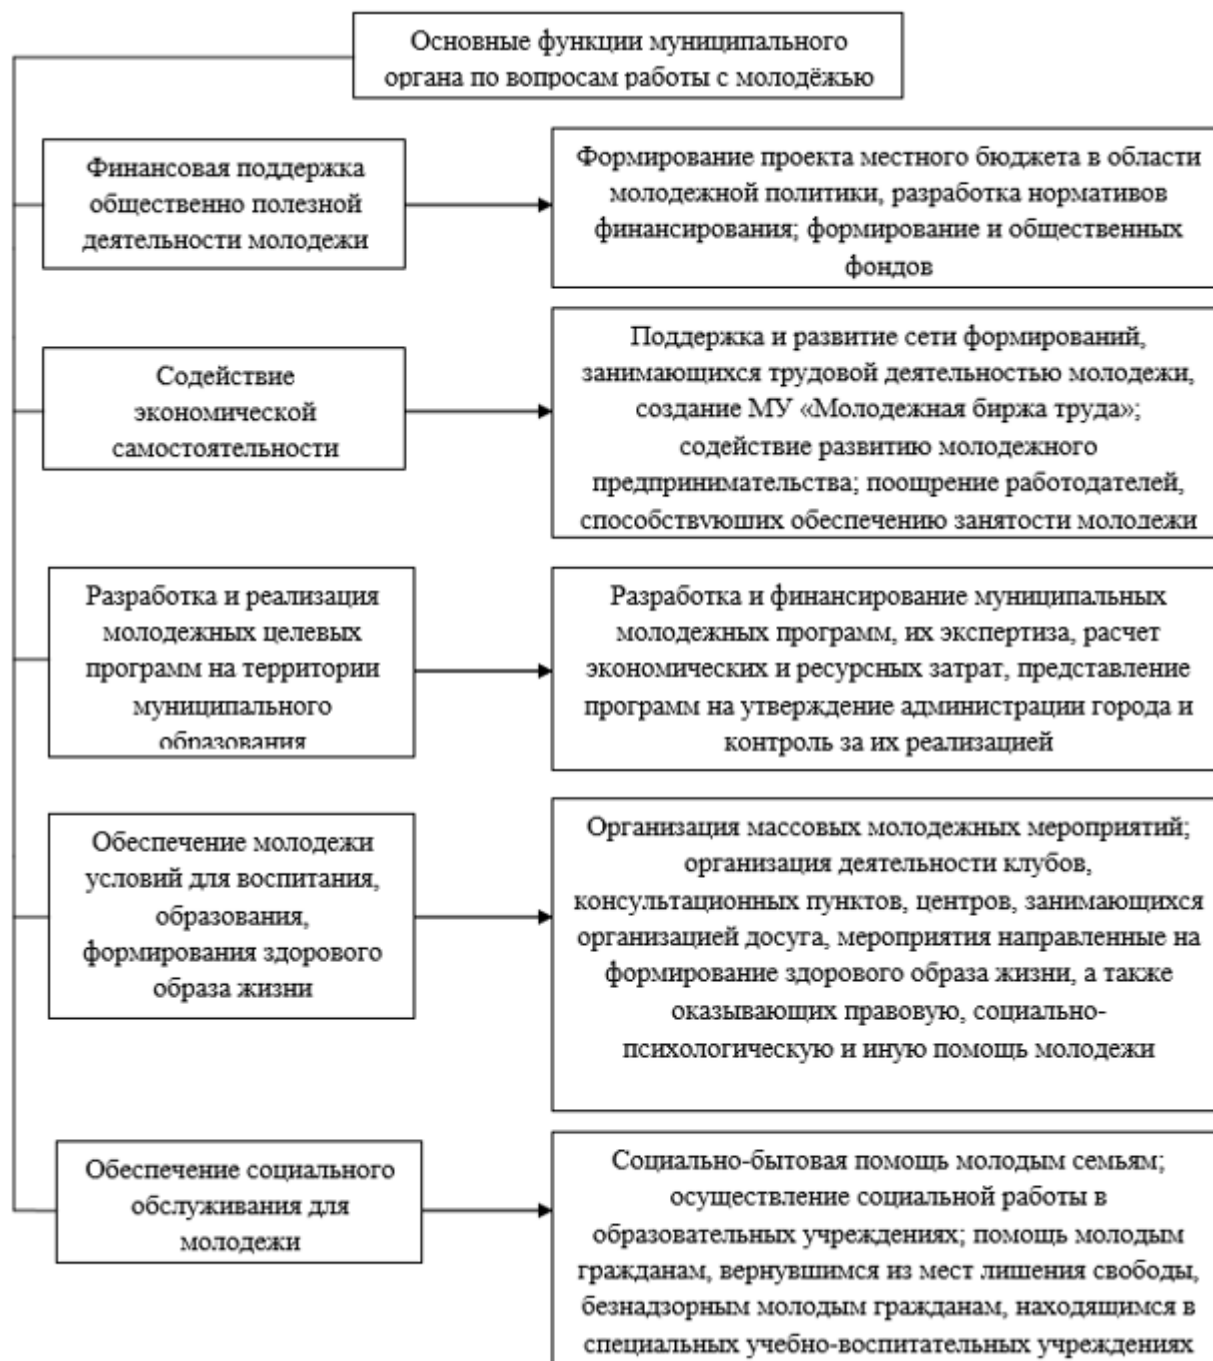 Основные функции муниципального
органа по вопросам работы с молодёжью
Финансовая поддержка
общественно полезной
деятельности молодежи
Формирование проекта местного бюджета в области
молодежной политики, разработка нормативов
финансирования; формирование и общественных
фондов
Содействие
экономической
самостоятельности
Поддержка и развитие сети формирований,
занимающихся трудовой деятельностью молодежи,
создание МУ «Молодежная биржа труда»;
содействие развитию молодежного
предпринимательства; поощрение работодателей,
способствующих обеспечению занятости молодежи
Разработка и реализация
молодежных целевых
программ на территории
муниципального
образования
Разработка и финансирование муниципальных
молодежных программ, их экспертиза, расчет
экономических и ресурсных затрат, представление
программ на утверждение администрации города и
контроль за их реализацией
Обеспечение молодежи
условий для воспитания,
образования,
формирования здорового
образа жизни
Организация массовых молодежных мероприятий;
организация деятельности клубов,
консультационных пунктов, центров, занимающихся
организацией досуга, мероприятия направленные на
формирование здорового образа жизни, а также
оказывающих правовую, социально-
психологическую и иную помощь молодежи
Обеспечение социального
обслуживания для
молодежи
Социально-бытовая помощь молодым семьям;
осуществление социальной работы в
образовательных учреждениях; помощь молодым
гражданам, вернувшимся из мест лишения свободы,
безнадзорным молодым гражданам, находящимся в
специальных учебно-воспитательных учреждениях